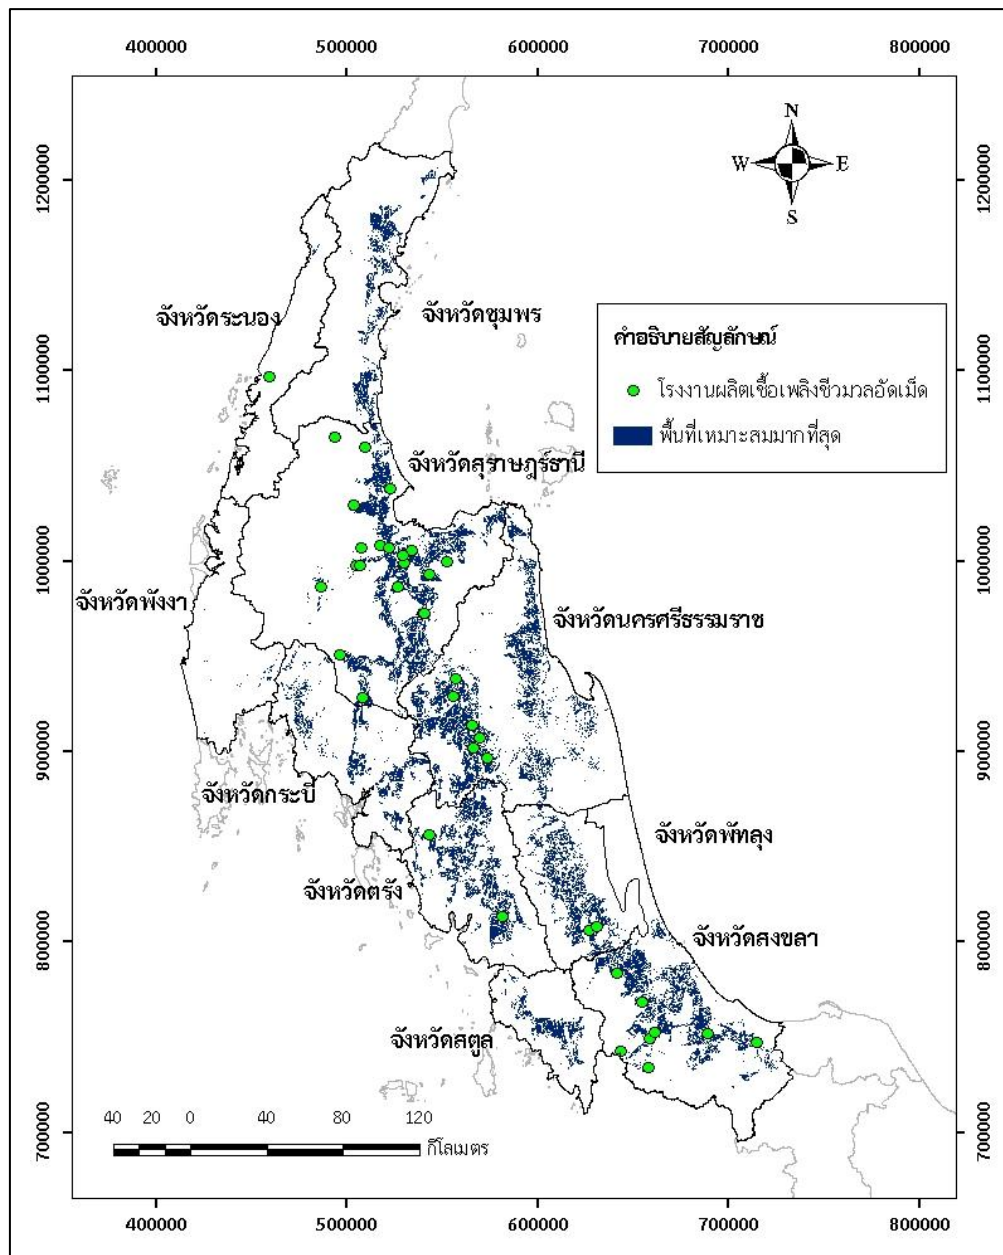 400000 500000 600000 700000 800000
N
W E
S
1200000 1200000
จังหวัดระนอง จังหวัดชุมพร
คำอธิบายสัญลักษณ์
โรงงานผลิตเชื้อเพลิงชีวมวลอัดเม็ด
พื้นที่เหมาะสมมากที่สุด
1100000 1100000
จังหวัดสุราษฎร์ธานี
1000000 1000000
จังหวัดพังงา
จังหวัดนครศรีธรรมราช
900000 900000
จังหวัดกระบี่
จังหวัดพัทลุง
จังหวัดตรัง
800000 800000
จังหวัดสงขลา
จังหวัดสตูล
40 20 0 40 80 120
กิโลเมตร
700000 700000
400000 500000 600000 700000 800000